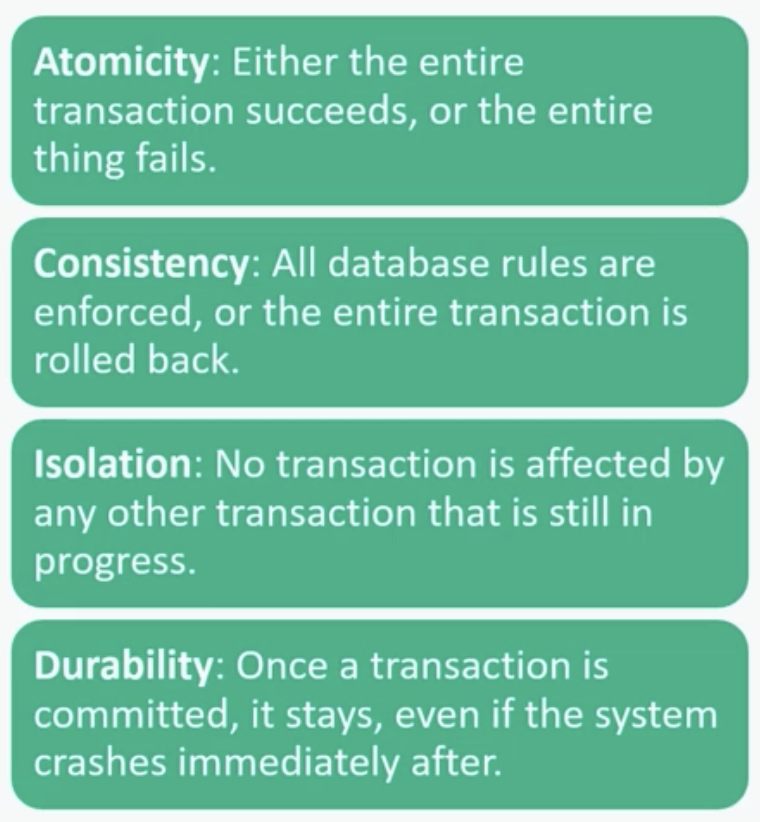 Atomicity: Either the entire
transaction succeeds, or the entire
thing fails.
Consistency: All database rules are
enforced, or the entire transaction is
rolled back.
Isolation: No transaction is affected by
any other transaction that is still in
progress.
Durability: Once a transaction is
committed, it stays, even if the system
crashes immediately after.